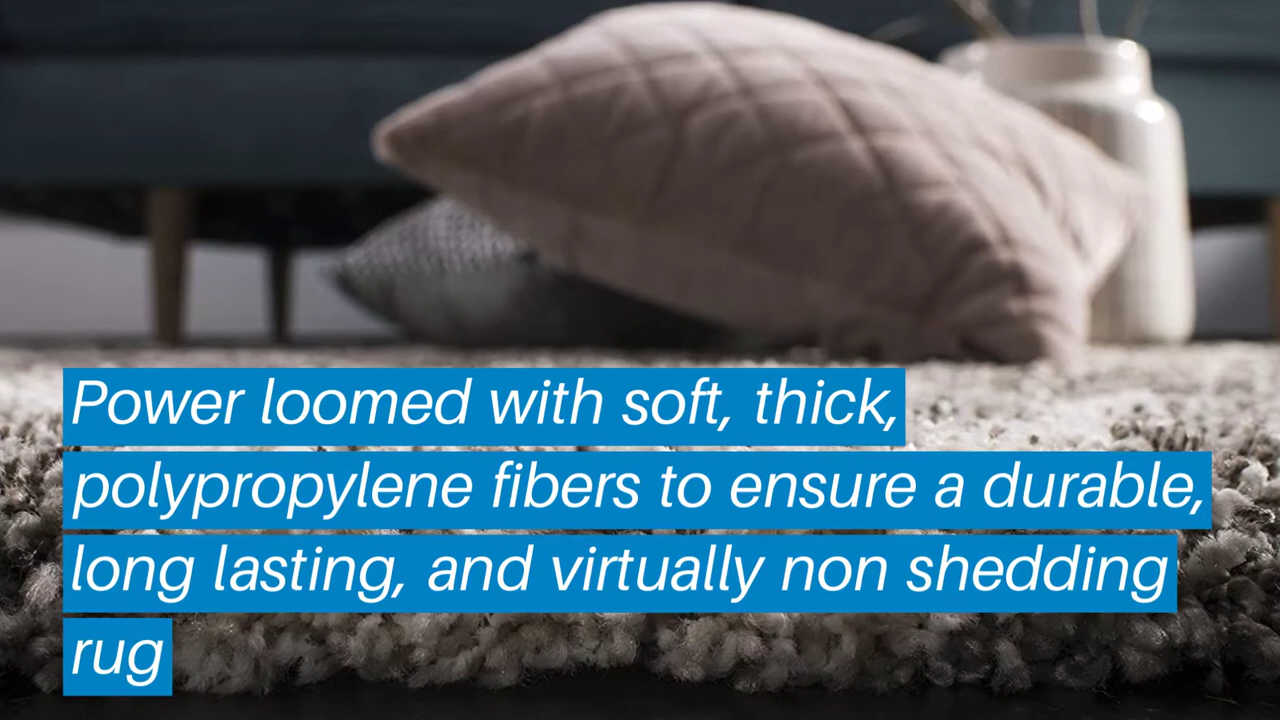 Power loomed with soft, thick,
polypropylene fibers to ensure a durable,
long lasting, and virtually non shedding
rug